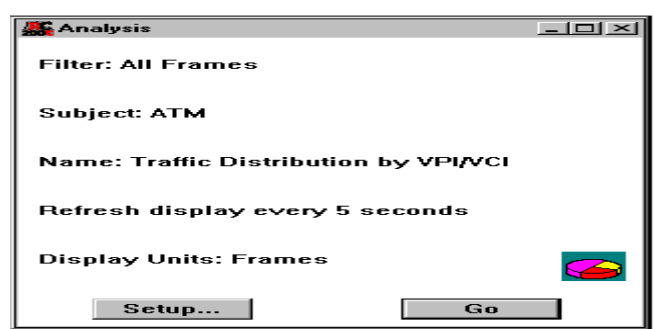 Analysis
Filter: All Frames
Subject: ATM
Name: Traffic Distribution by VPI/VCI
Refresh display every 5 seconds
Display Units: Frames
Setup...
Go